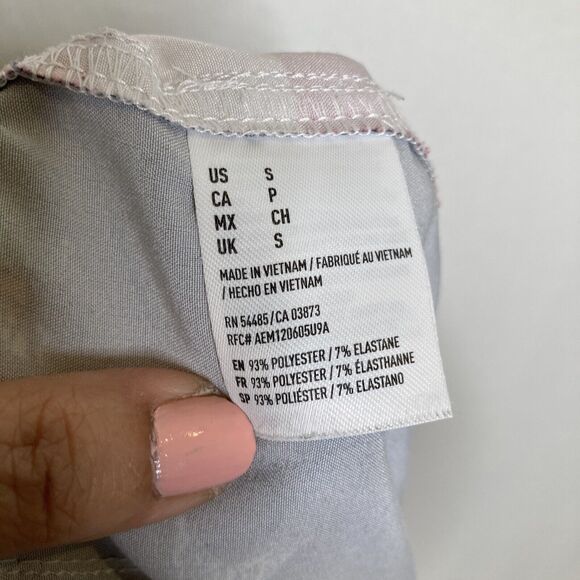 US S
CA P
MX CH
UK S
MADE IN VIETNAM / FABRIQUÉ AU VIETNAM
/ HECHO EN VIETNAM
RN 54485/CA 03873
RFC# AEM120605U9A
EN 93% POLYESTER / 7% ELASTANE
FR 93% POLYESTER / 7% ÉLASTHANNE
SP 93% POLIÉSTER / 7% ELASTANO